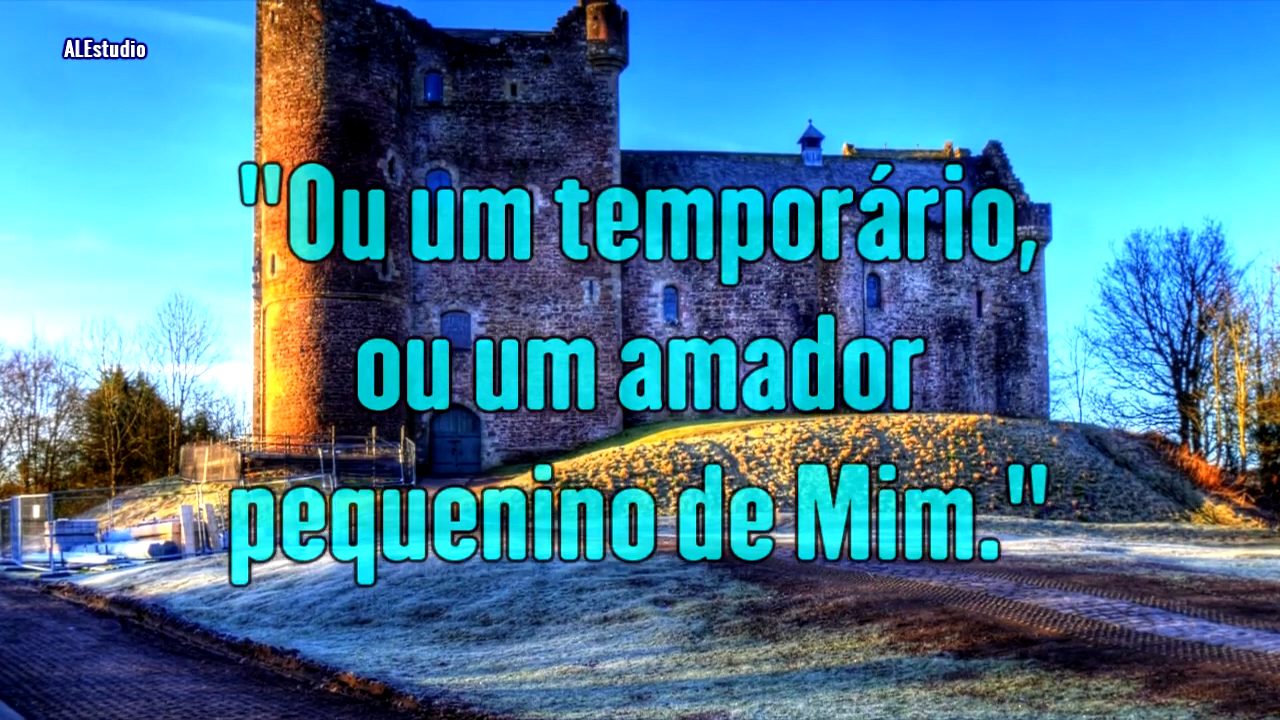 ALEstudio
"Ou um temporário,
ou um amador
pequenino de Mim."